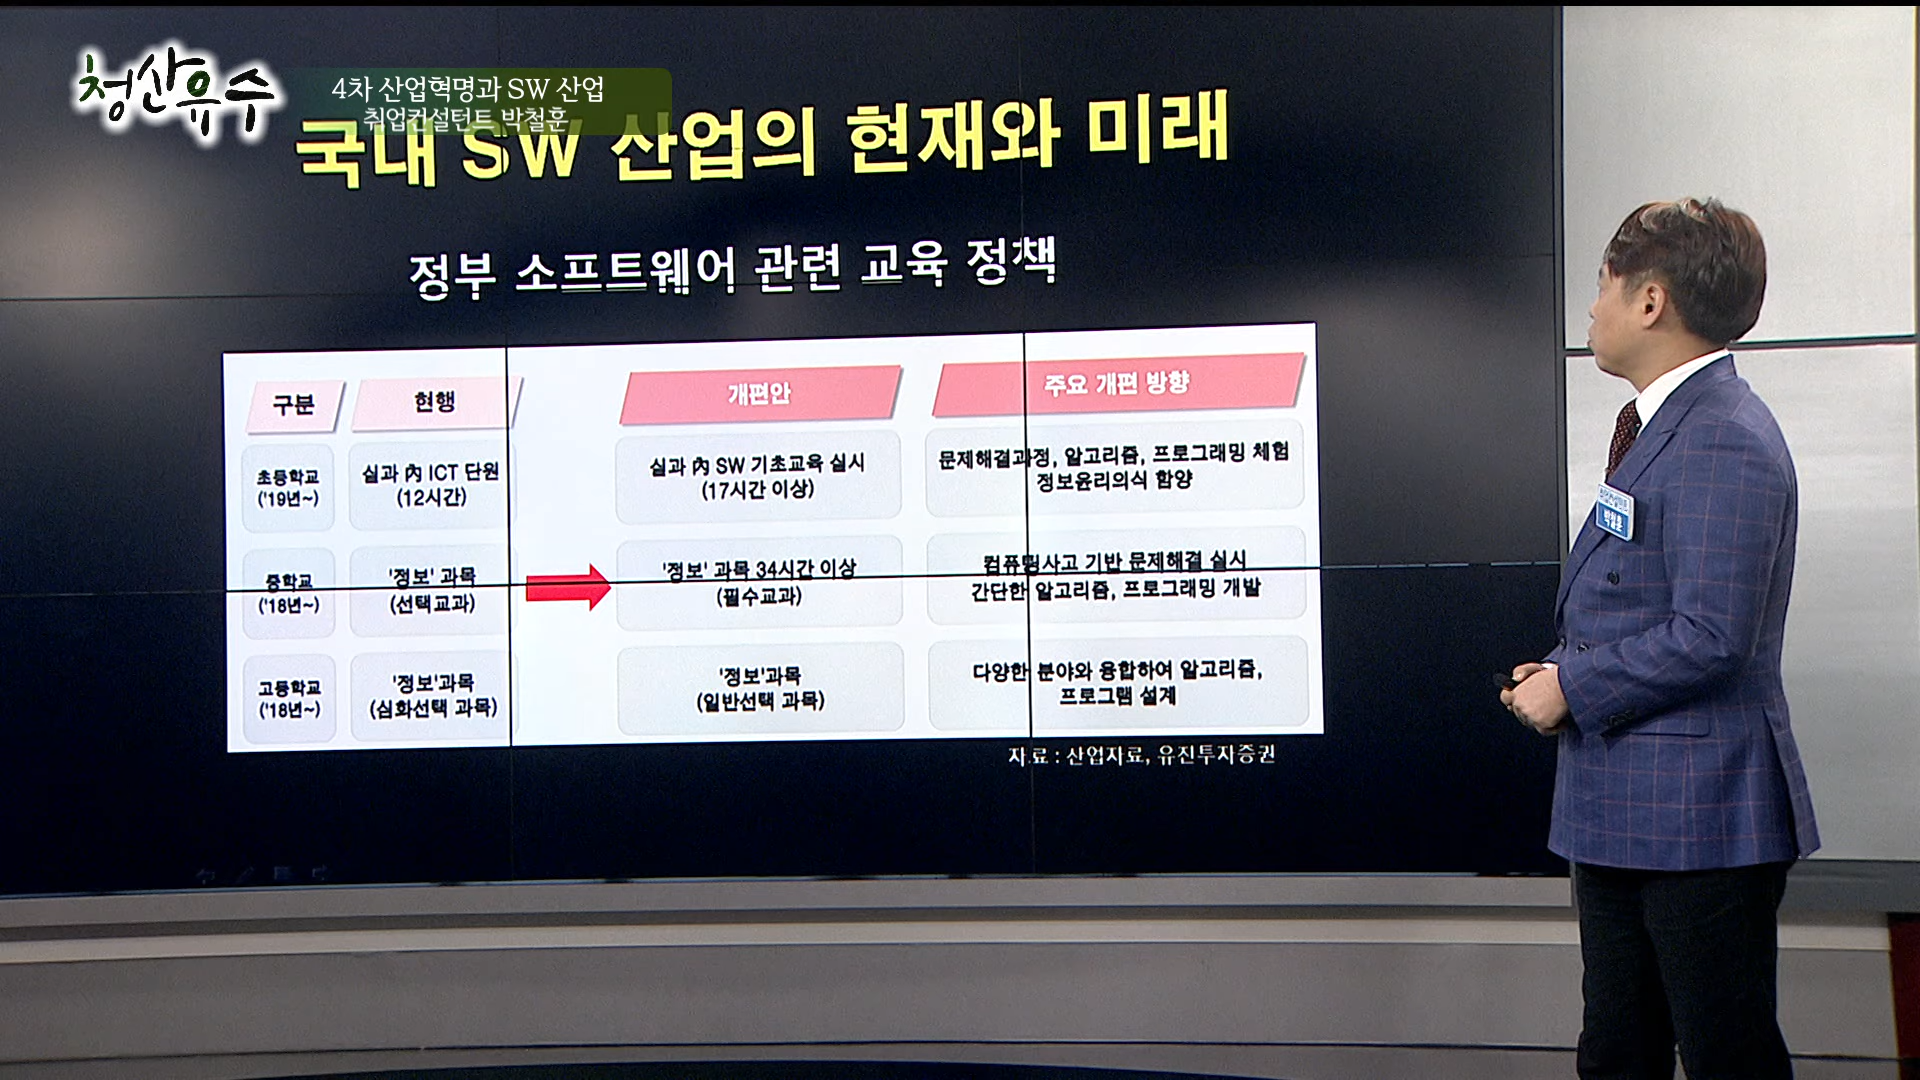 청산유수
4차 산업혁명과 SW 산업
취업컨설턴트 박철훈
국내 SW 산업의 현재와 미래
정부 소프트웨어 관련 교육 정책
구분
현행
개편안
주요 개편 방향
초등학교
('19년~)
실과 內 ICT 단원
(12시간)
실과 內 SW 기초교육 실시
(17시간 이상)
문제해결과정, 알고리즘, 프로그래밍 체험
정보윤리의식 함양
중학교
('18년~)
'정보' 과목
(선택교과)
'정보' 과목 34시간 이상
(필수교과)
컴퓨팅사고 기반 문제해결 실시
간단한 알고리즘, 프로그래밍 개발
고등학교
('18년~)
'정보'과목
(심화선택 과목)
'정보'과목
(일반선택 과목)
다양한 분야와 융합하여 알고리즘,
프로그램 설계
자료 : 산업자료, 유진투자증권
취업컨설턴트
박철훈